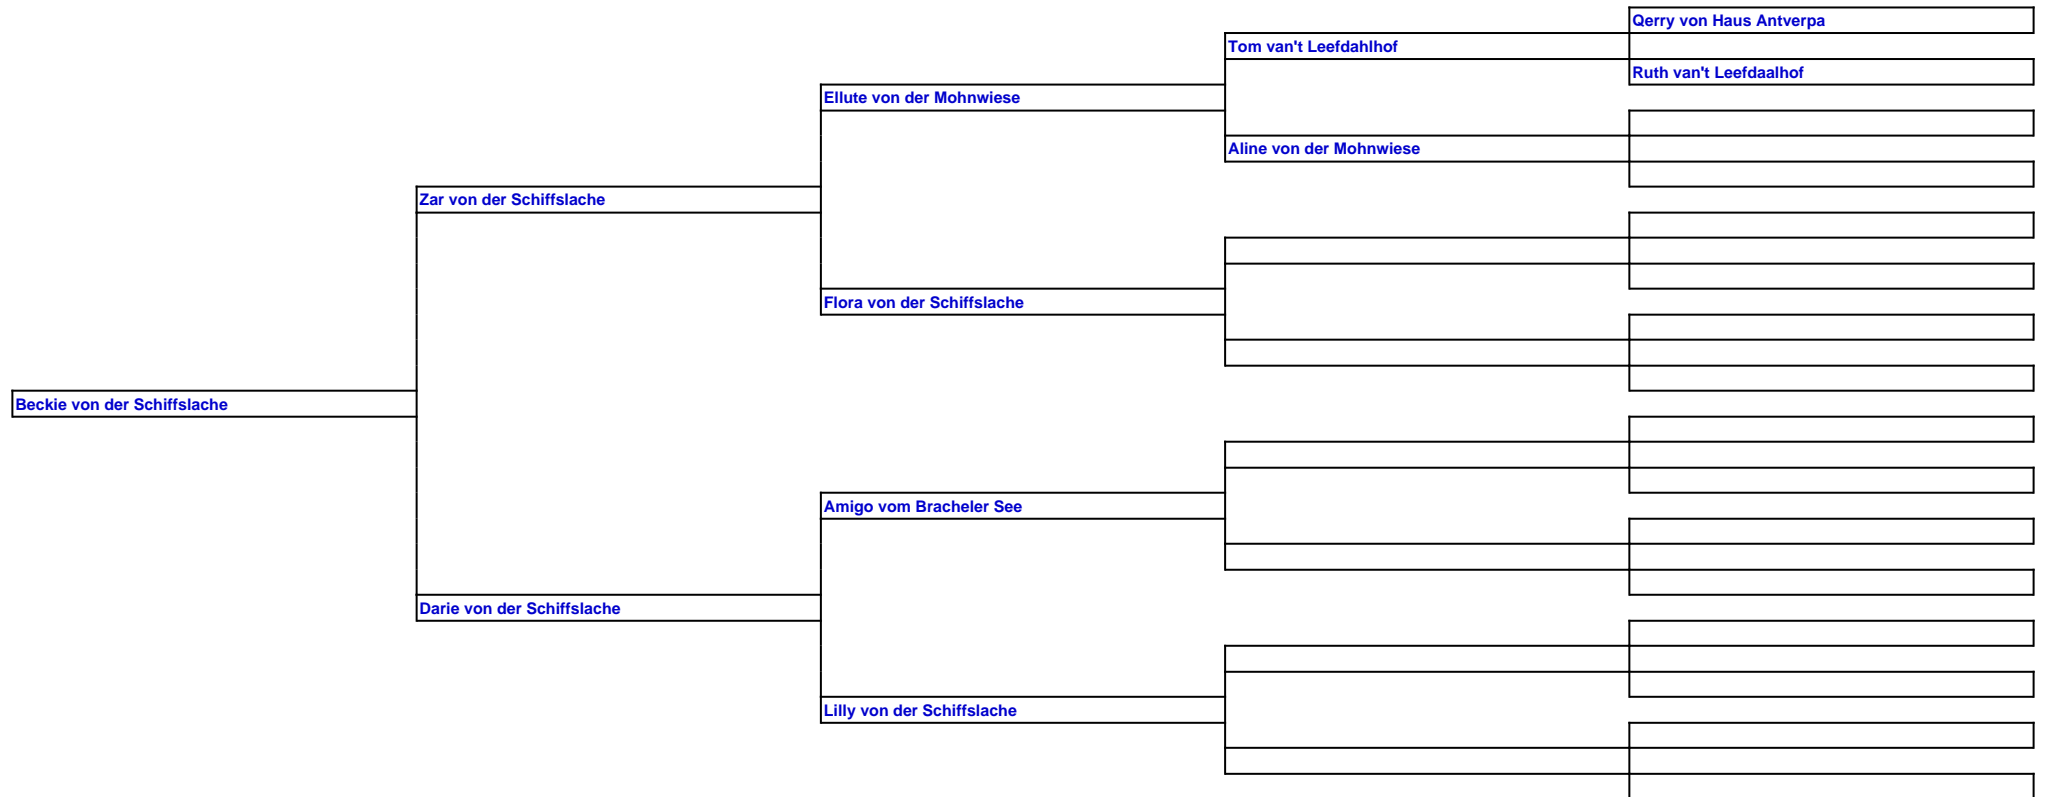 Qerry von Haus Antverpa
Tom van't Leefdahlhof
Ruth van't Leefdaalhof
Ellute von der Mohnwiese
Aline von der Mohnwiese
Zar von der Schiffslache
Flora von der Schiffslache
Beckie von der Schiffslache
Amigo vom Bracheler See
Darie von der Schiffslache
Lilly von der Schiffslache